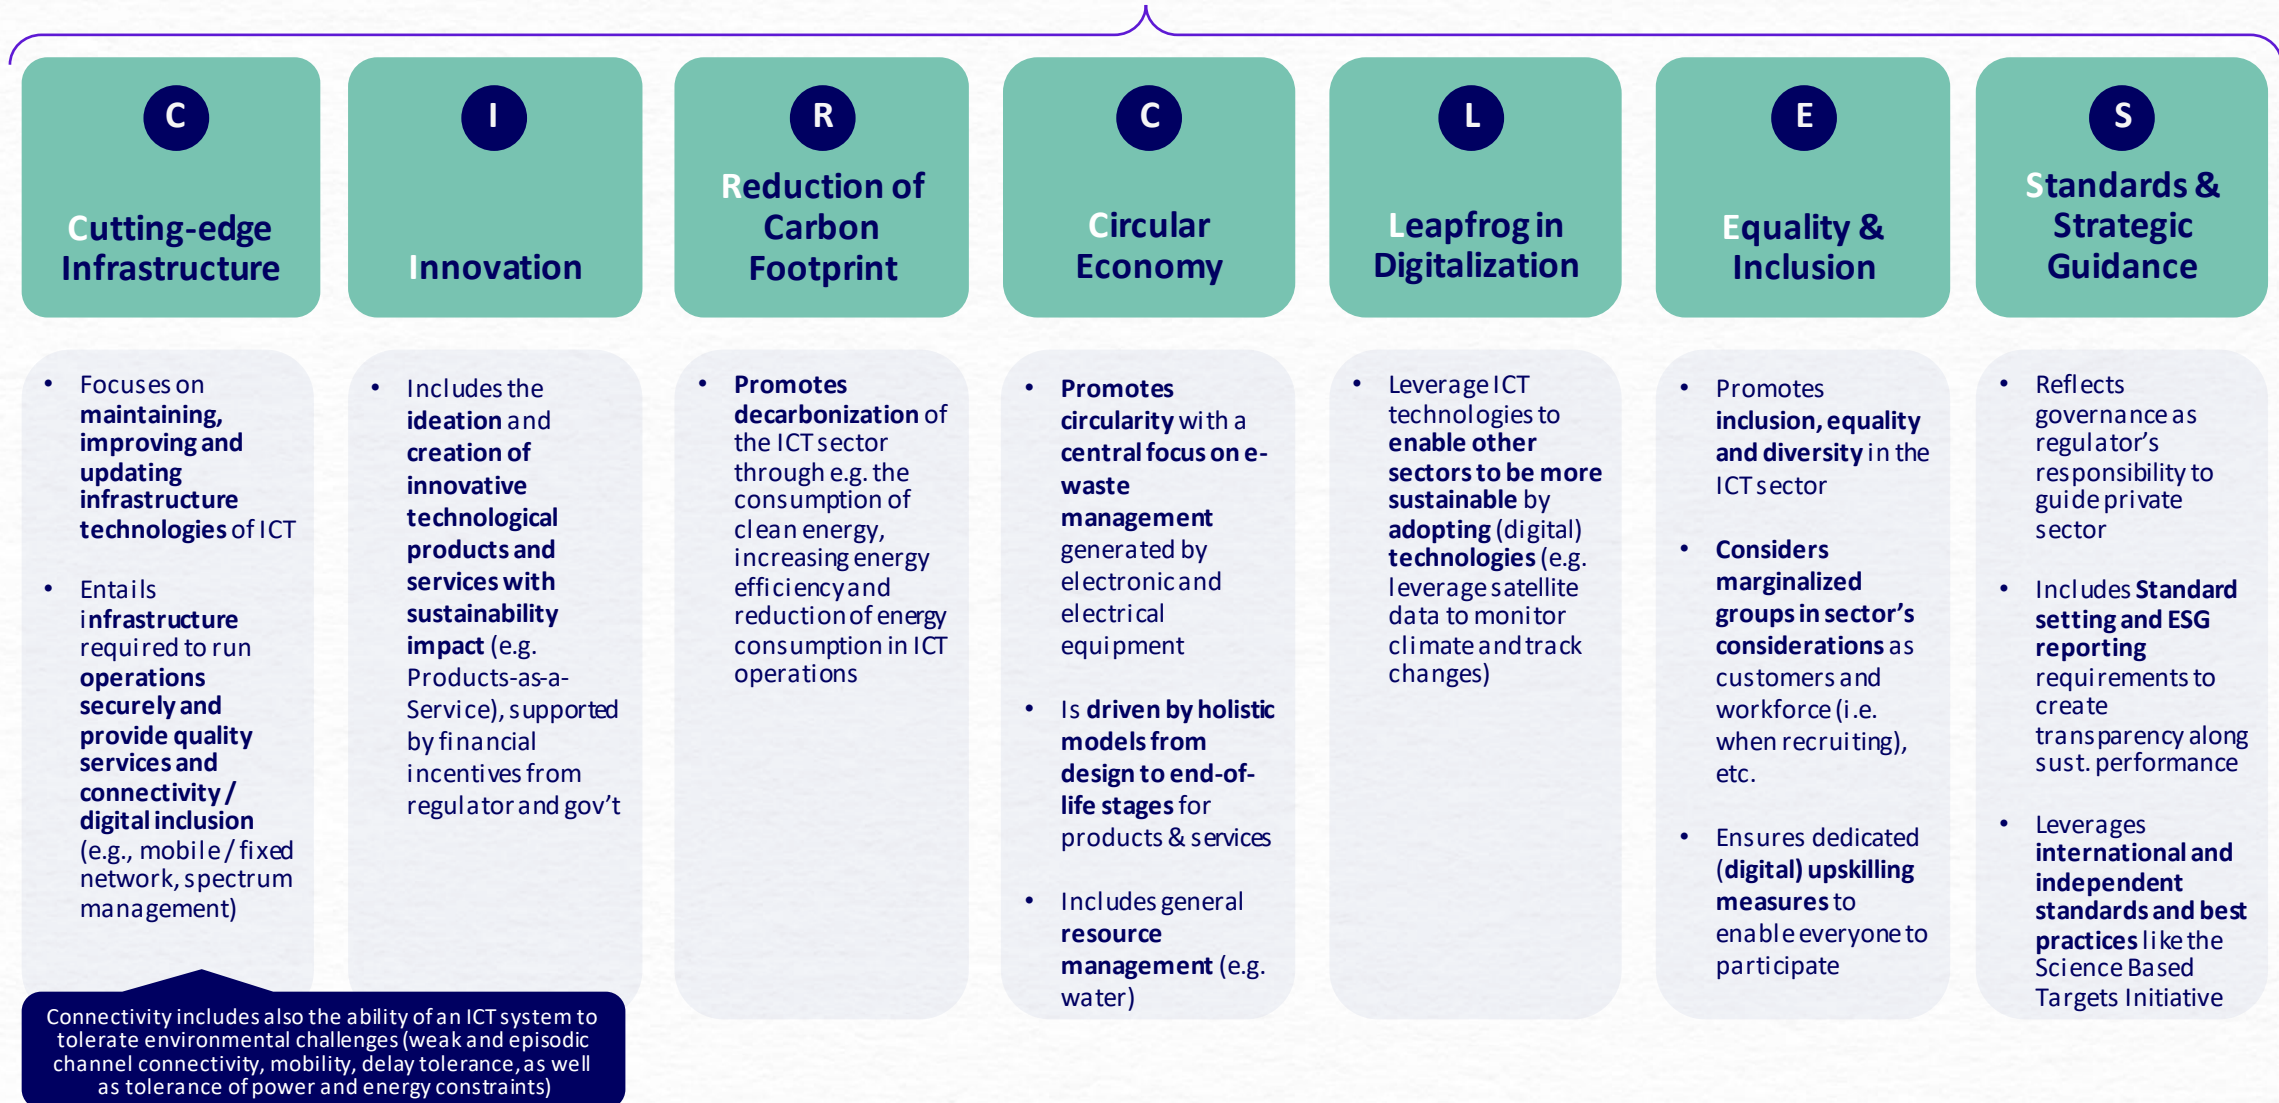 C
Cutting-edge
Infrastructure
I
Innovation
R
Reduction of
Carbon
Footprint
C
Circular
Economy
L
Leapfrog in
Digitalization
E
Equality &
Inclusion
S
Standards &
Strategic
Guidance
• Focuses on
maintaining,
improving and
updating
infrastructure
technologies of ICT
• Entails
infrastructure
required to run
operations
securely and
provide quality
services and
connectivity /
digital inclusion
(e.g., mobile / fixed
network, spectrum
management)
Connectivity includes also the ability of an ICT system to
tolerate environmental challenges (weak and episodic
channel connectivity, mobility, delay tolerance, as well
as tolerance of power and energy constraints)
• Includes the
ideation and
creation of
innovative
technological
products and
services with
sustainability
impact (e.g.
Products-as-a-
Service), supported
by financial
incentives from
regulator and gov't
• Promotes
decarbonization of
the ICT sector
through e.g. the
consumption of
clean energy,
increasing energy
efficiency and
reduction of energy
consumption in ICT
operations
• Promotes
circularity with a
central focus on e-
waste
management
generated by
electronic and
electrical
equipment
• Is driven by holistic
models from
design to end-of-
life stages for
products & services
• Includes general
resource
management (e.g.
water)
• Leverage ICT
technologies to
enable other
sectors to be more
sustainable by
adopting (digital)
technologies (e.g.
leverage satellite
data to monitor
climate and track
changes)
• Promotes
inclusion, equality
and diversity in the
ICT sector
• Considers
marginalized
groups in sector's
considerations as
customers and
workforce (i.e.
when recruiting),
etc.
• Ensures dedicated
(digital) upskilling
measures to
enable everyone to
participate
• Reflects
governance as
regulator's
responsibility to
guide private
sector
• Includes Standard
setting and ESG
reporting
requirements to
create
transparency along
sust. performance
• Leverages
international and
independent
standards and best
practices like the
Science Based
Targets Initiative